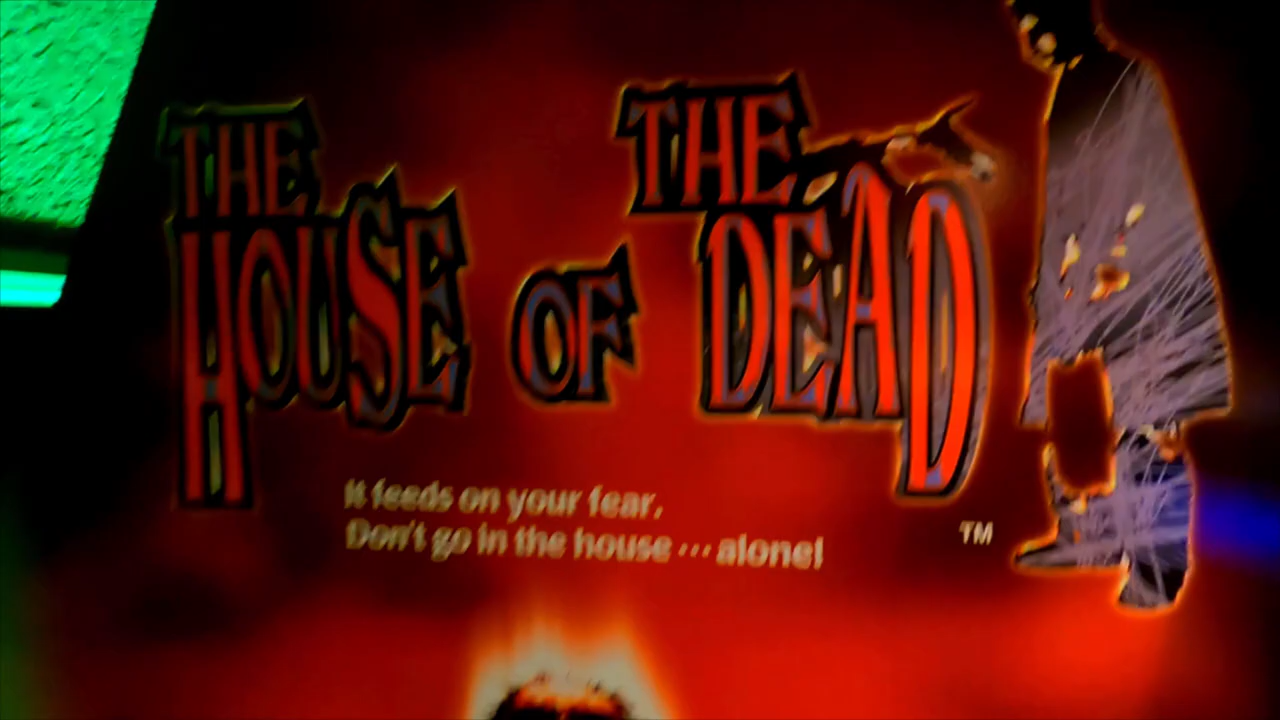 THE HOUSE OF THE DEAD
It feeds on your fear.
Don't go in the house ··· alone!
TM